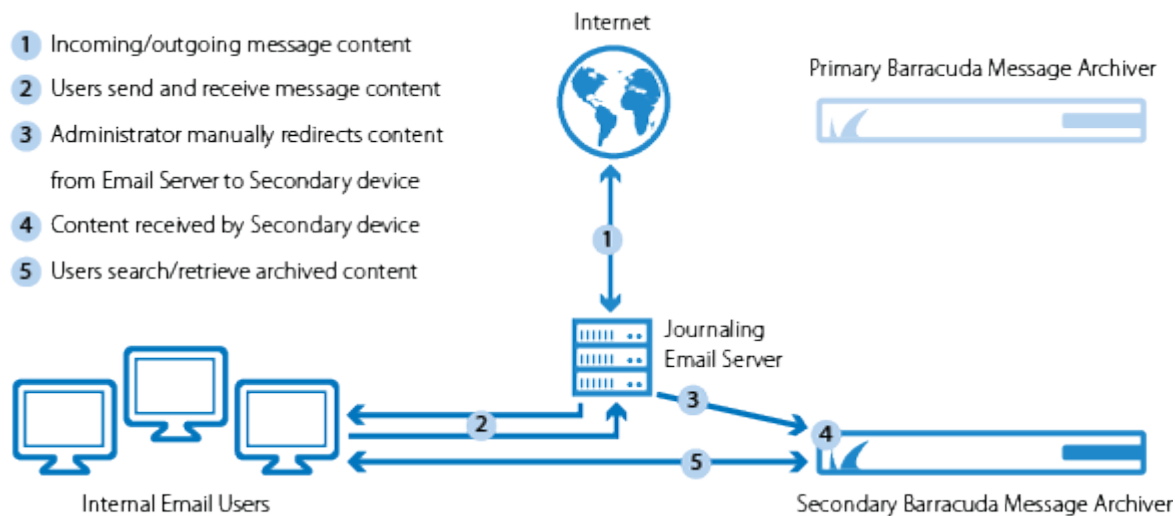 1 Incoming/outgoing message content
2 Users send and receive message content
3 Administrator manually redirects content
from Email Server to Secondary device
4 Content received by Secondary device
5 Users search/retrieve archived content
Internet
Primary Barracuda Message Archiver
1
Journaling
Email Server
2
3
4
5
Internal Email Users
Secondary Barracuda Message Archiver